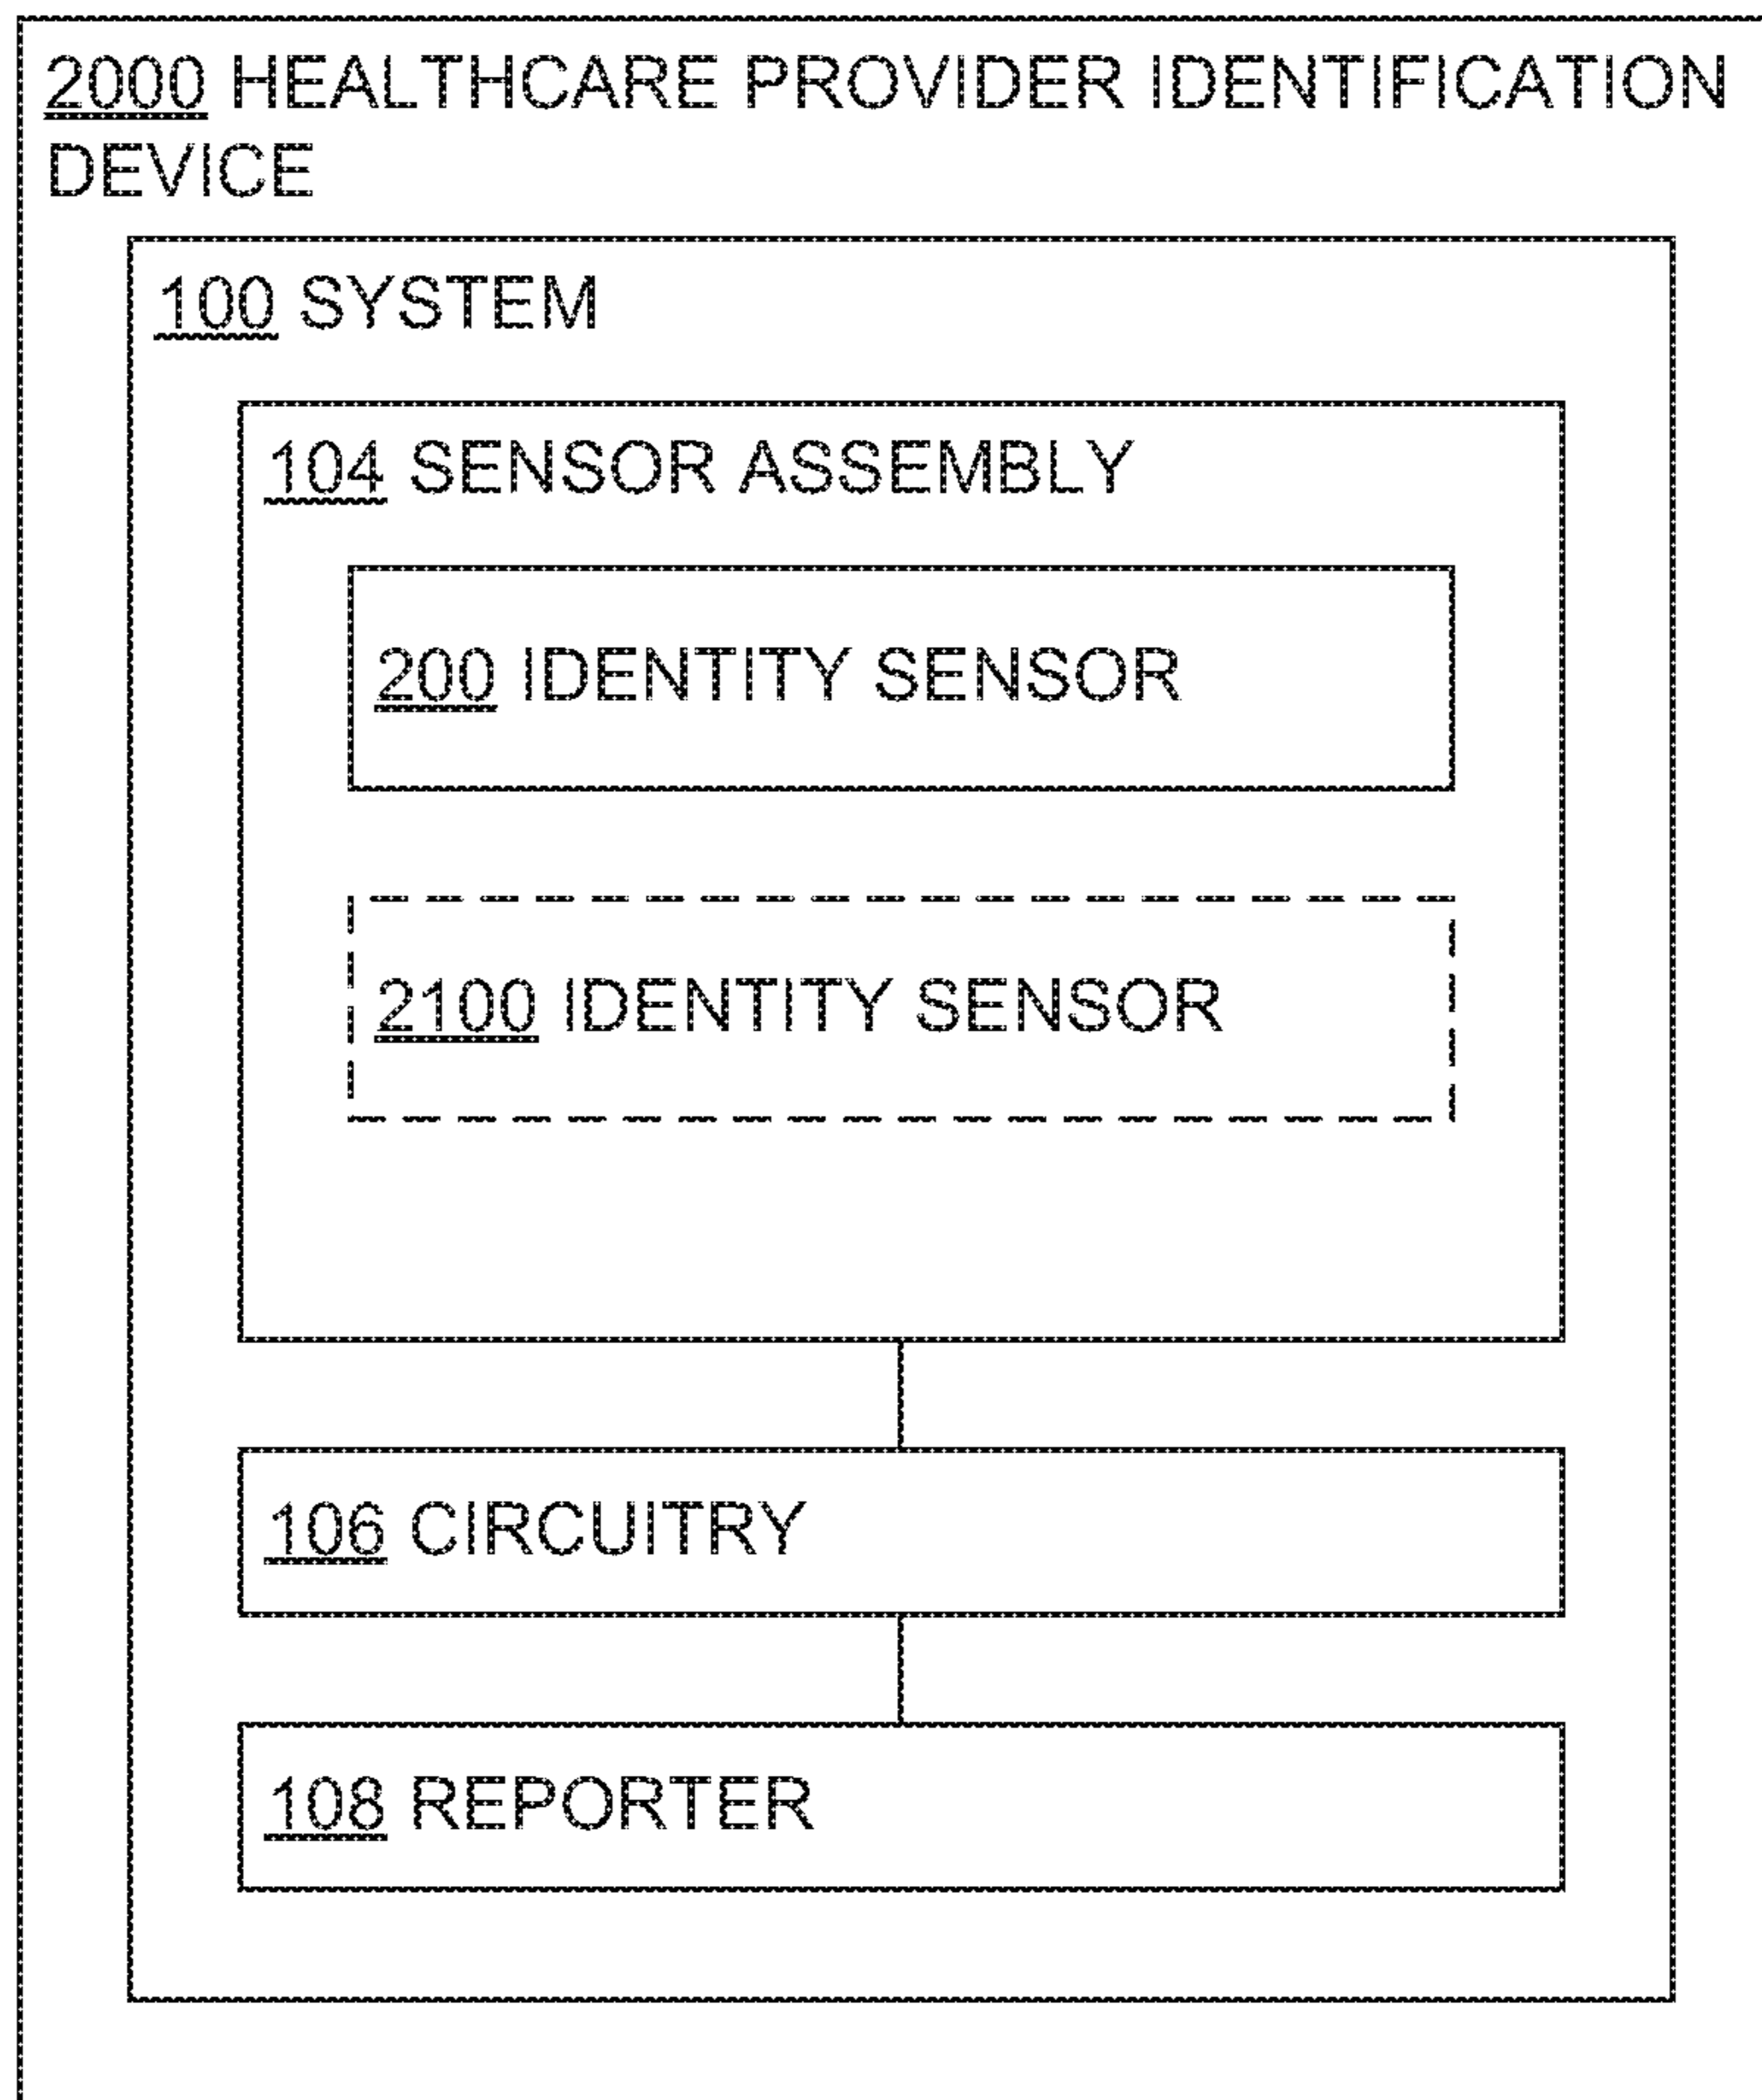 2000 HEALTHCARE PROVIDER IDENTIFICATION
DEVICE
100 SYSTEM
104 SENSOR ASSEMBLY
200 IDENTITY SENSOR
2100 IDENTITY SENSOR
106 CIRCUITRY
108 REPORTER